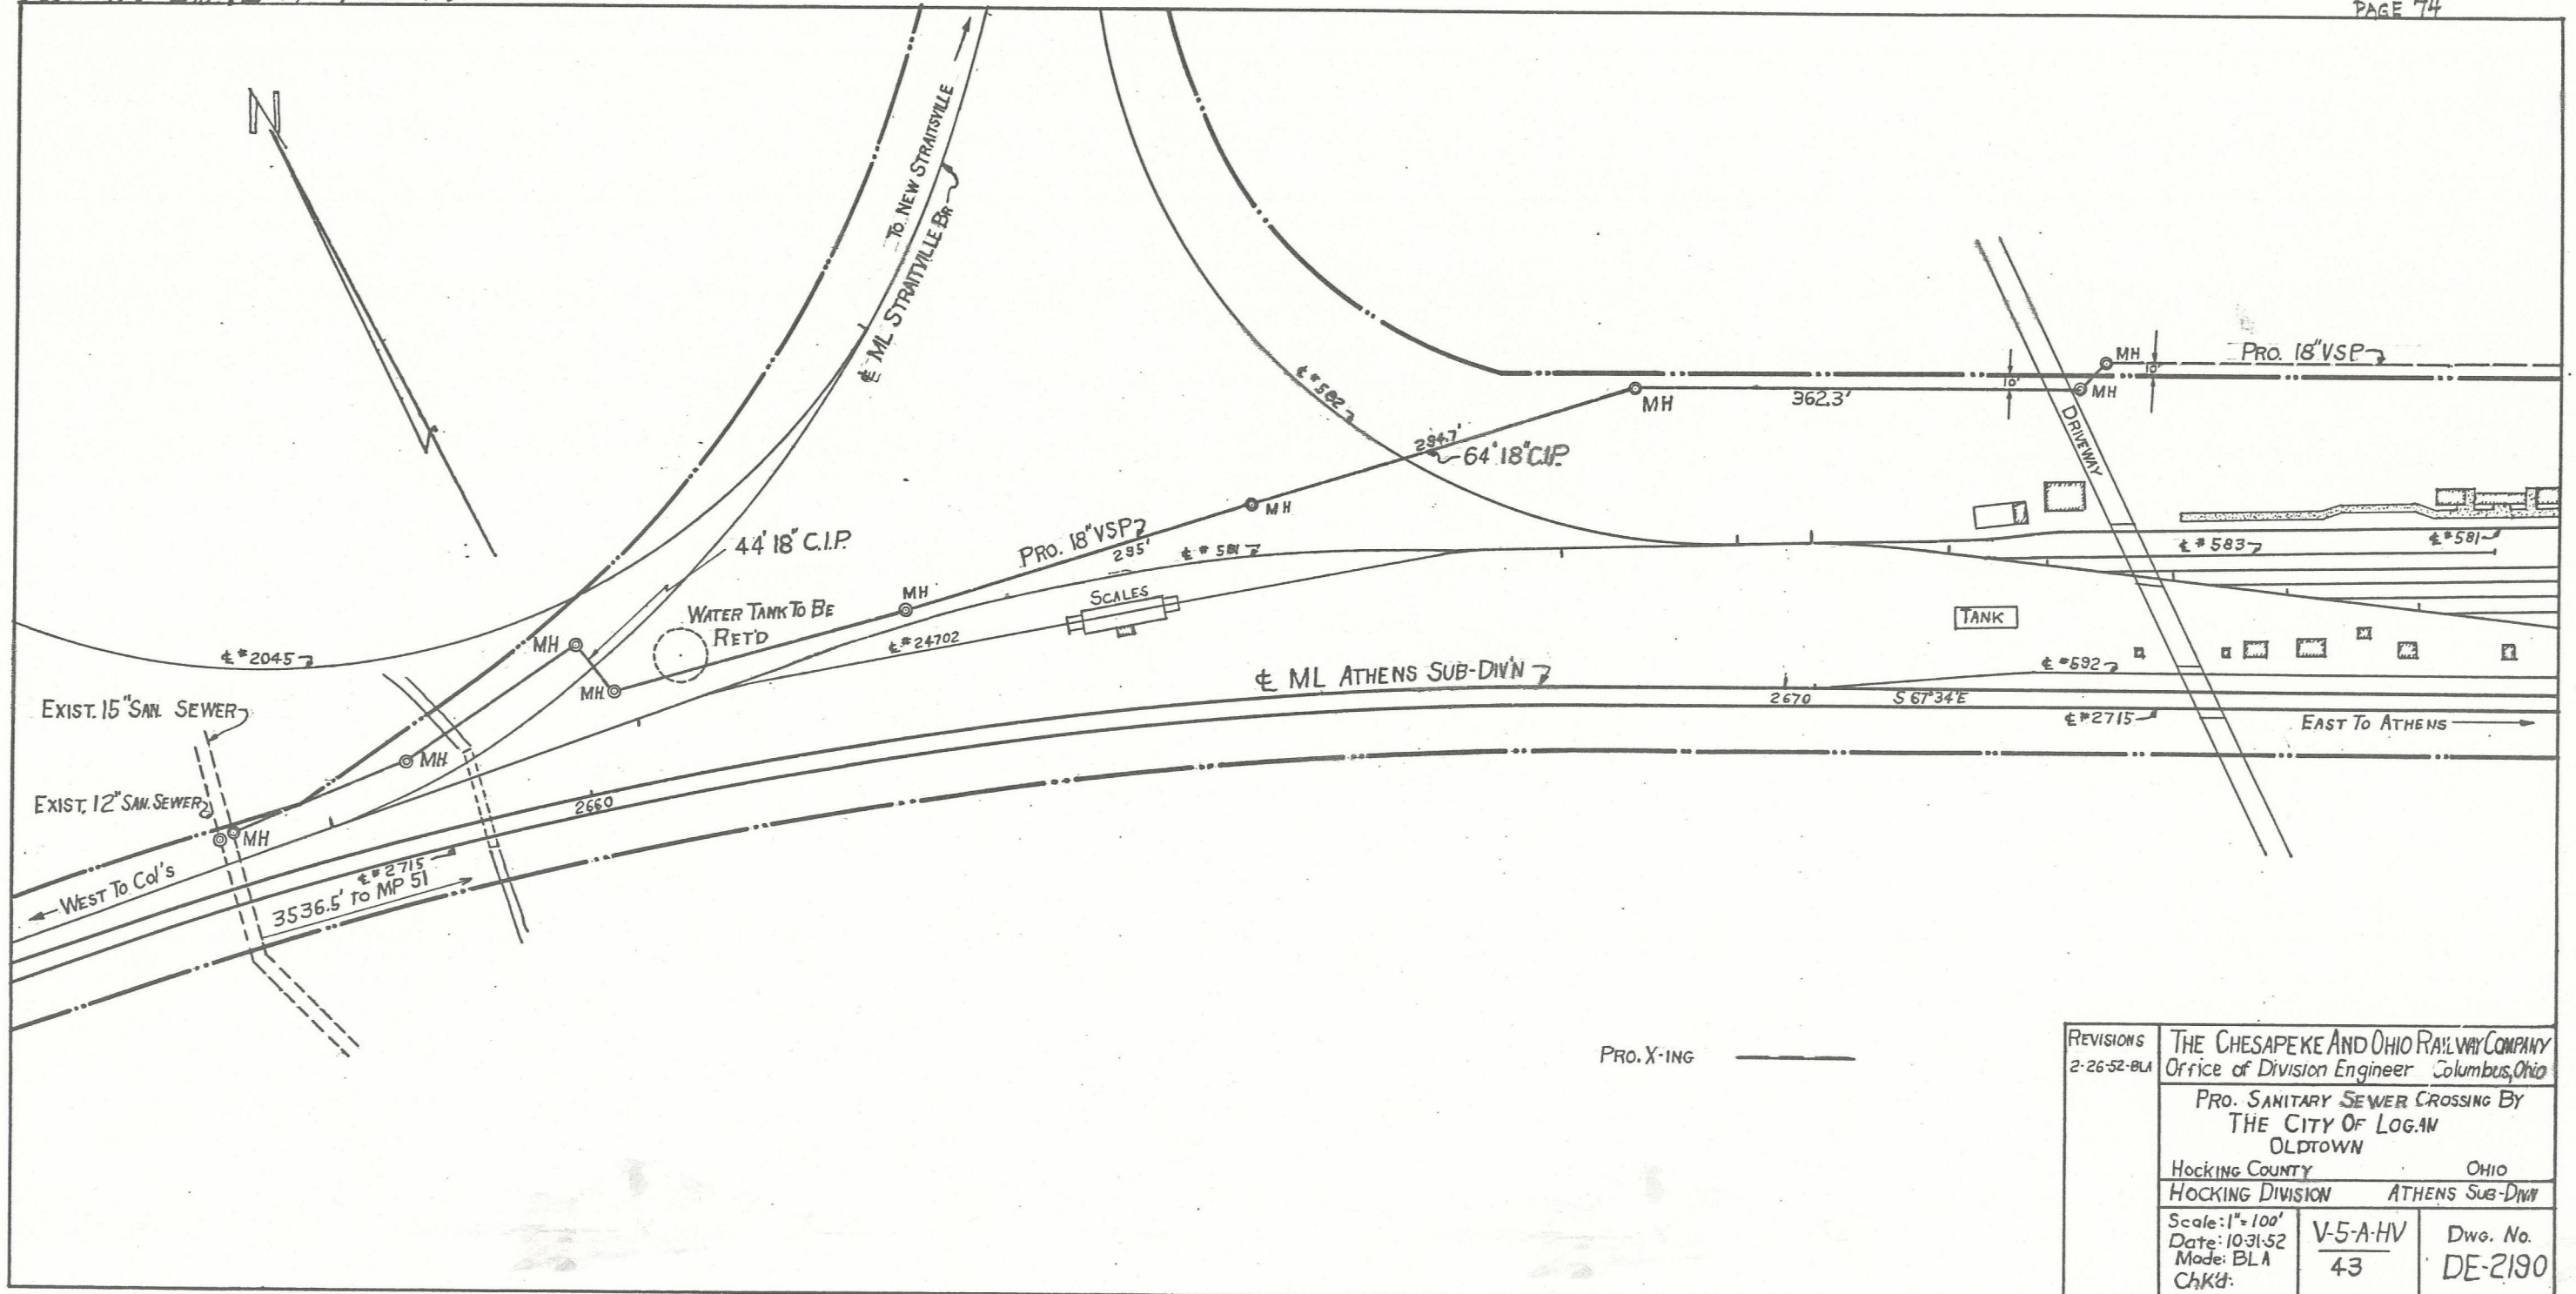 PAGE 74
N
TO NEW STRAITSVILLE
℄ ML STRAITVILLE BR
℄ #582
MH
PRO. 18" VSP
10'
10'
MH
MH
362.3'
DRIVEWAY
294.7'
64' 18" C.I.P.
MH
44' 18" C.I.P.
PRO. 18" VSP
295'
℄ # 581
℄ # 583
℄ #581
MH
WATER TANK TO BE
RET'D
SCALES
TANK
℄ #24702
MH
MH
℄ #2045
℄ ML ATHENS SUB-DIV'N
℄ #592
2670
S 67°34'E
℄ #2715
EAST TO ATHENS
EXIST. 15" SAN. SEWER
MH
EXIST. 12" SAN. SEWER
2660
MH
WEST TO COL'S
℄ #2715
3536.5' TO MP 51
PRO. X-ING
REVISIONS
2-26-52-BLA
THE CHESAPEKE AND OHIO RAILWAY COMPANY
Office of Division Engineer Columbus, Ohio
PRO. SANITARY SEWER CROSSING BY
THE CITY OF LOGAN
OLDTOWN
HOCKING COUNTY OHIO
HOCKING DIVISION ATHENS SUB-DIV'N
Scale: 1"=100'
Date: 10-31-52
Made: BLA
Chk'd:
V-5-A-HV
43
DWG. NO.
DE-2190